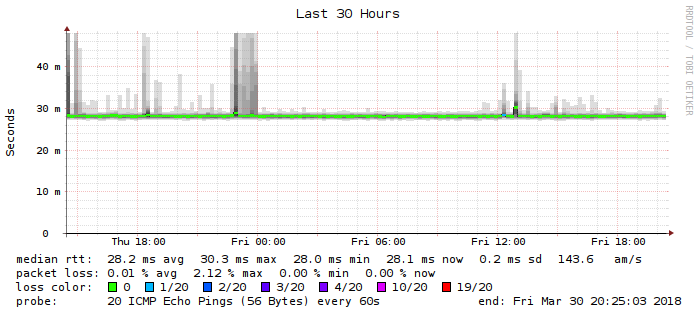 Last 30 Hours
RRDTOOL / TOBI OETIKER
Seconds
40 m
30 m
20 m
10 m
0
Thu 18:00 Fri 00:00 Fri 06:00 Fri 12:00 Fri 18:00
median rtt: 28.2 ms avg 30.3 ms max 28.0 ms min 28.1 ms now 0.2 ms sd 143.6 am/s
packet loss: 0.01 % avg 2.12 % max 0.00 % min 0.00 % now
loss color: 0 1/20 2/20 3/20 4/20 10/20 19/20
probe: 20 ICMP Echo Pings (56 Bytes) every 60s end: Fri Mar 30 20:25:03 2018